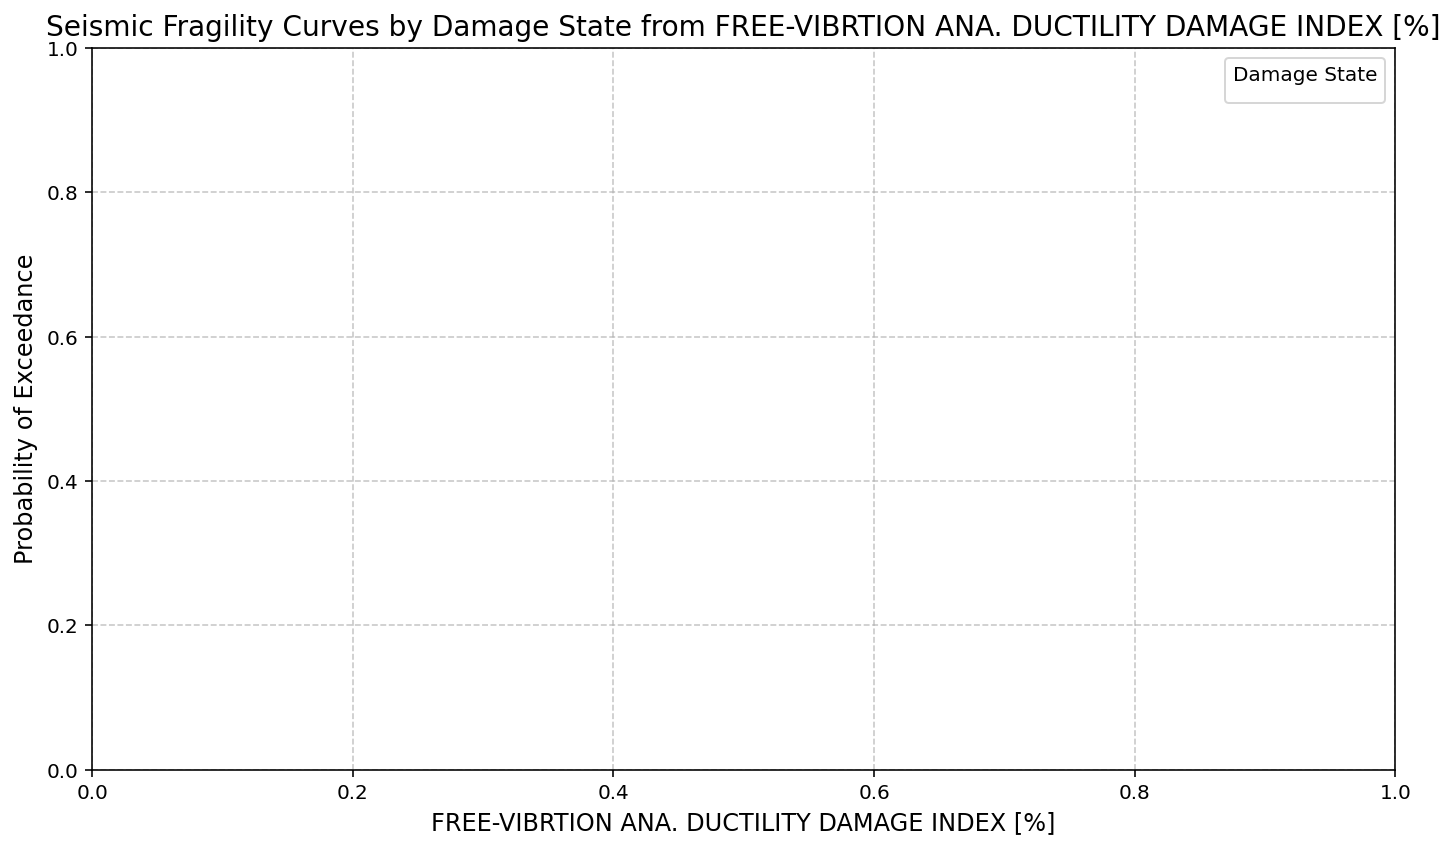 Seismic Fragility Curves by Damage State from FREE-VIBRTION ANA. DUCTILITY DAMAGE INDEX [%]
Damage State
1.0
0.8
0.6
0.4
0.2
0.0
Probability of Exceedance
0.0 0.2 0.4 0.6 0.8 1.0
FREE-VIBRTION ANA. DUCTILITY DAMAGE INDEX [%]